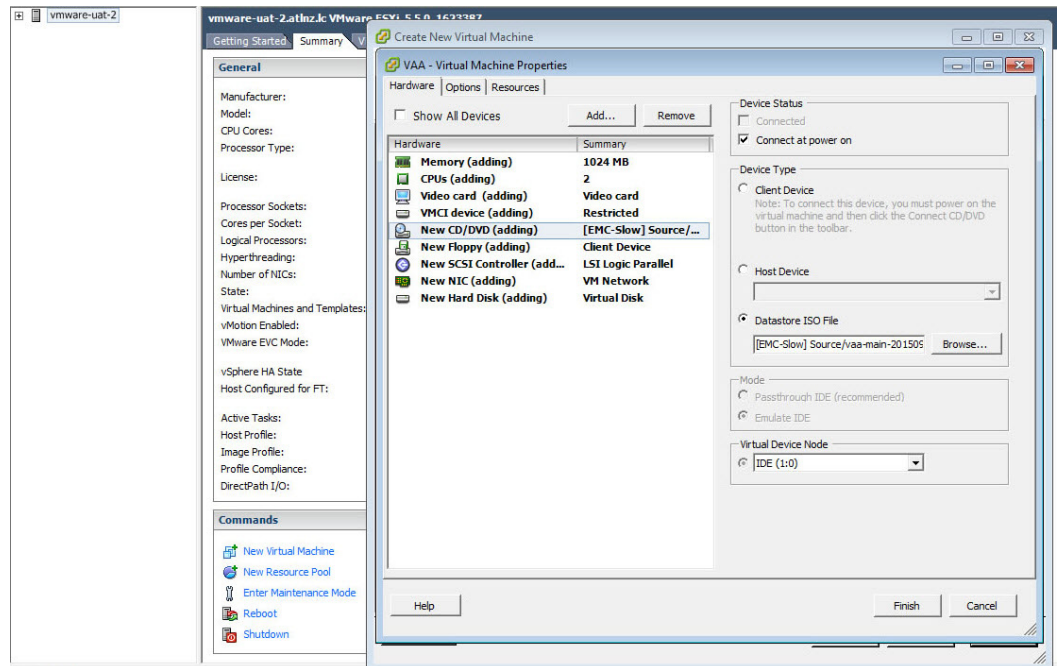 vmware-uat-2
vmware-uat-2.atlnz.lc VMware ESXi, 5.5.0, 1623387
Getting Started
Summary
V
General
Manufacturer:
Model:
CPU Cores:
Processor Type:
License:
Processor Sockets:
Cores per Socket:
Logical Processors:
Hyperthreading:
Number of NICs:
State:
Virtual Machines and Templates:
vMotion Enabled:
VMware EVC Mode:
vSphere HA State
Host Configured for FT:
Active Tasks:
Host Profile:
Image Profile:
Profile Compliance:
DirectPath I/O:
Commands
New Virtual Machine
New Resource Pool
Enter Maintenance Mode
Reboot
Shutdown
Create New Virtual Machine
VAA - Virtual Machine Properties
Hardware Options Resources
Show All Devices Add... Remove
Hardware Summary
Memory (adding) 1024 MB
CPUs (adding) 2
Video card (adding) Video card
VMCI device (adding) Restricted
New CD/DVD (adding) [EMC-Slow] Source/...
New Floppy (adding) Client Device
New SCSI Controller (add... LSI Logic Parallel
New NIC (adding) VM Network
New Hard Disk (adding) Virtual Disk
Device Status
Connected
Connect at power on
Device Type
Client Device
Note: To connect this device, you must power on the
virtual machine and then click the Connect CD/DVD
button in the toolbar.
Host Device
Datastore ISO File
[EMC-Slow] Source/vaa-main-201509
Browse...
Mode
Passthrough IDE (recommended)
Emulate IDE
Virtual Device Node
IDE (1:0)
Help Finish Cancel